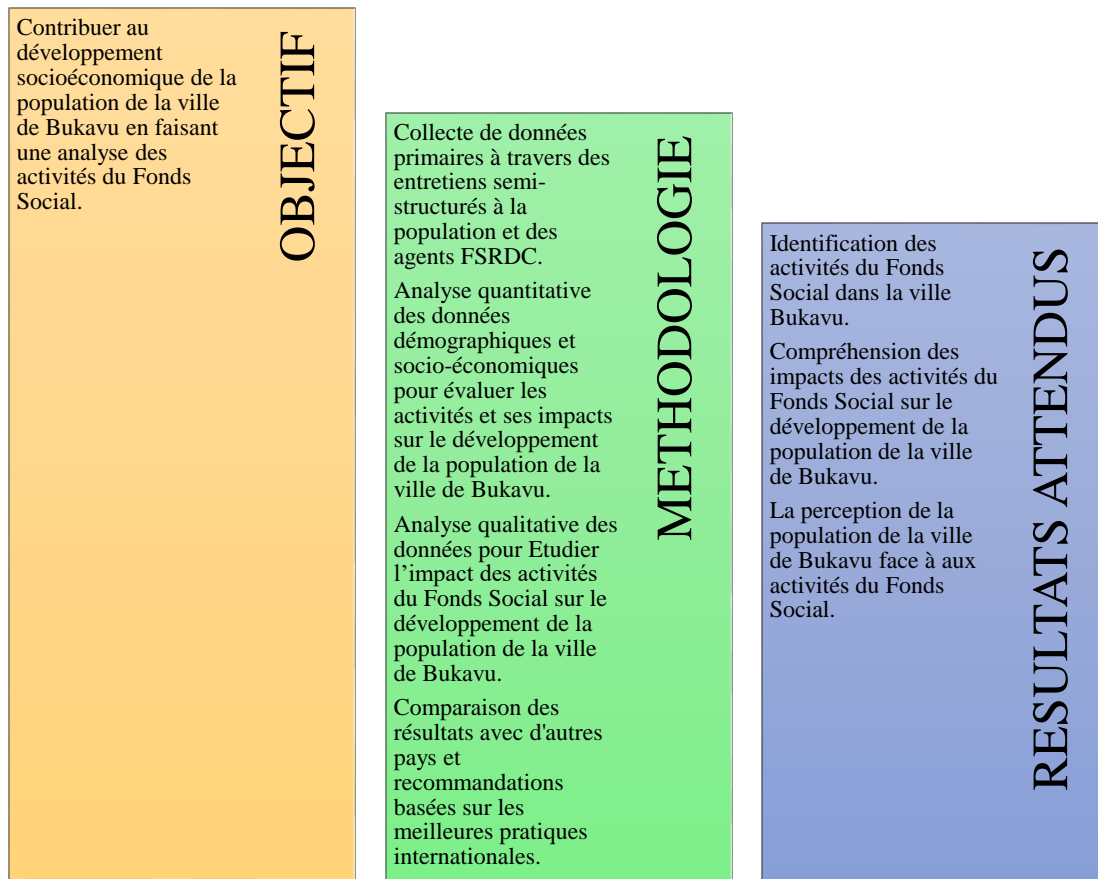 OBJECTIF
Contribuer au
développement
socioéconomique de la
population de la ville
de Bukavu en faisant
une analyse des
activités du Fonds
Social.
METHODOLOGIE
Collecte de données
primaires à travers des
entretiens semi-
structurés à la
population et des
agents FSRDC.
Analyse quantitative
des données
démographiques et
socio-économiques
pour évaluer les
activités et ses impacts
sur le développement
de la population de la
ville de Bukavu.
Analyse qualitative des
données pour Etudier
l’impact des activités
du Fonds Social sur le
développement de la
population de la ville
de Bukavu.
Comparaison des
résultats avec d'autres
pays et
recommandations
basées sur les
meilleures pratiques
internationales.
RESULTATS ATTENDUS
Identification des
activités du Fonds
Social dans la ville
Bukavu.
Compréhension des
impacts des activités du
Fonds Social sur le
développement de la
population de la ville
de Bukavu.
La perception de la
population de la ville
de Bukavu face à aux
activités du Fonds
Social.